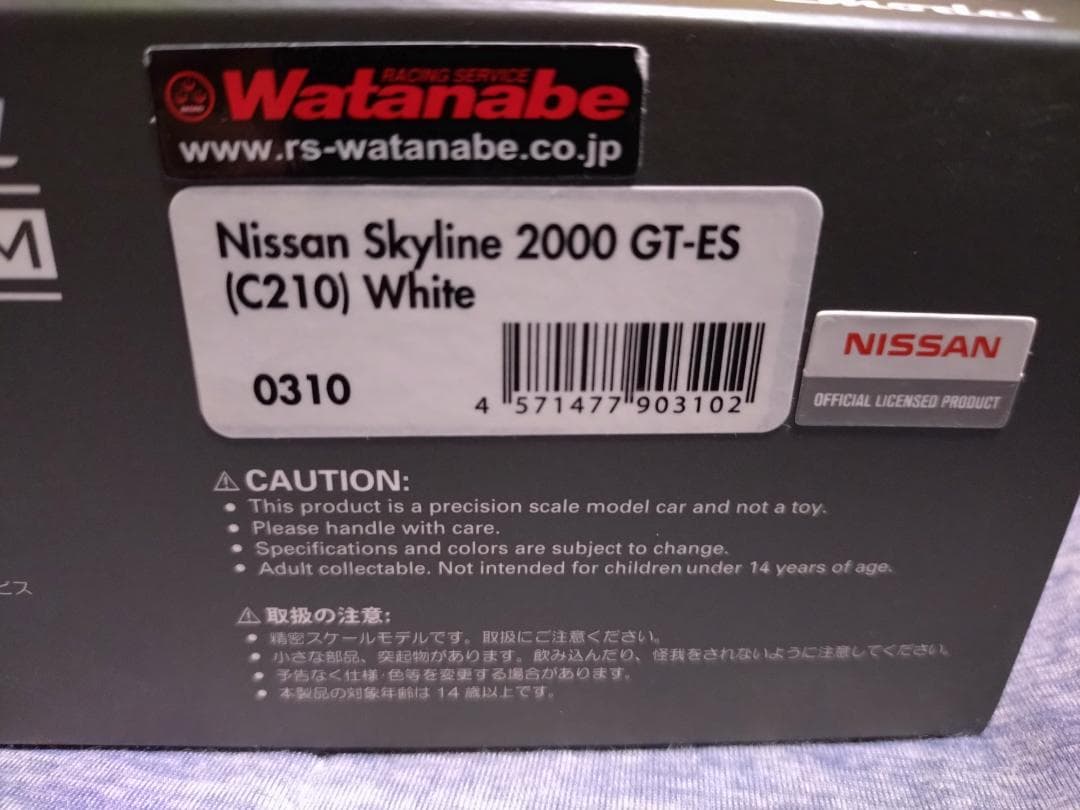 RACING SERVICE
Watanabe
www.rs-watanabe.co.jp
Nissan Skyline 2000 GT-ES
(C210) White
0310
4 571477 903102
NISSAN
OFFICIAL LICENSED PRODUCT
⚠ CAUTION:
• This product is a precision scale model car and not a toy.
• Please handle with care.
• Specifications and colors are subject to change.
• Adult collectable. Not intended for children under 14 years of age.
ビス
⚠ 取扱の注意:
• 精密スケールモデルです。取扱にご注意ください。
• 小さな部品、突起物があります。飲み込んだり、怪我をされないように注意してください。
• 予告なく仕様・色等を変更する場合があります。
• 本製品の対象年齢は 14 歳以上です。